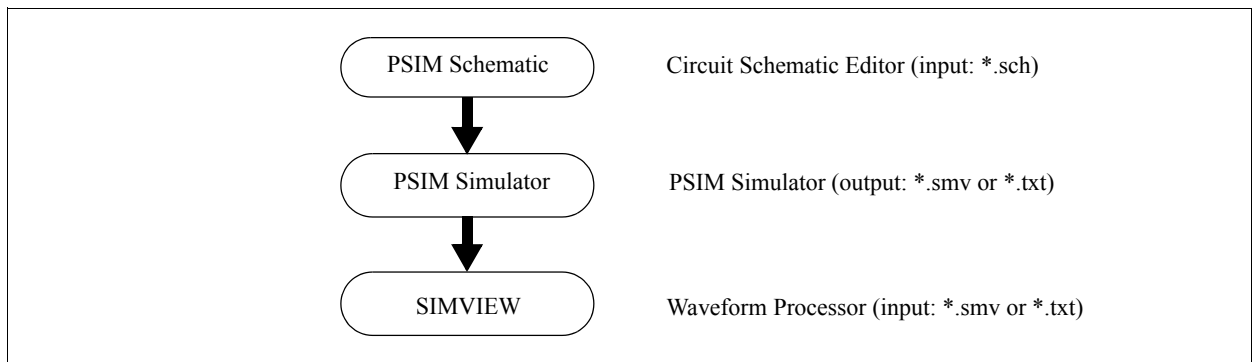 PSIM Schematic
Circuit Schematic Editor (input: *.sch)
PSIM Simulator
PSIM Simulator (output: *.smv or *.txt)
SIMVIEW
Waveform Processor (input: *.smv or *.txt)